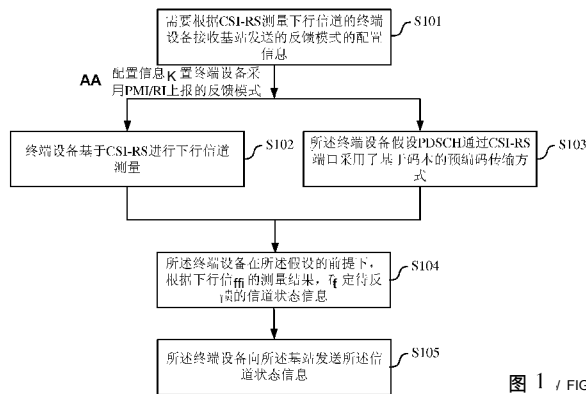 需要根据CSI-RS测量下行信道的终端
设备接收基站发送的反馈模式的配置
信息
S101
AA 配置信息K 置终端设备采
用PMI/RI上报的反馈模式
终端设备基于CSI-RS进行下行信道
测量
S102
所述终端设备假设PDSCH通过CSI-RS
端口采用了基于码本的预编码传输方
式
S103
所述终端设备在所述假设的前提下，
根据下行信ffi 的测量结果，在f 定待反
馈的信道状态信息
S104
所述终端设备向所述基站发送所述信
道状态信息
S105
图 1 / FIG